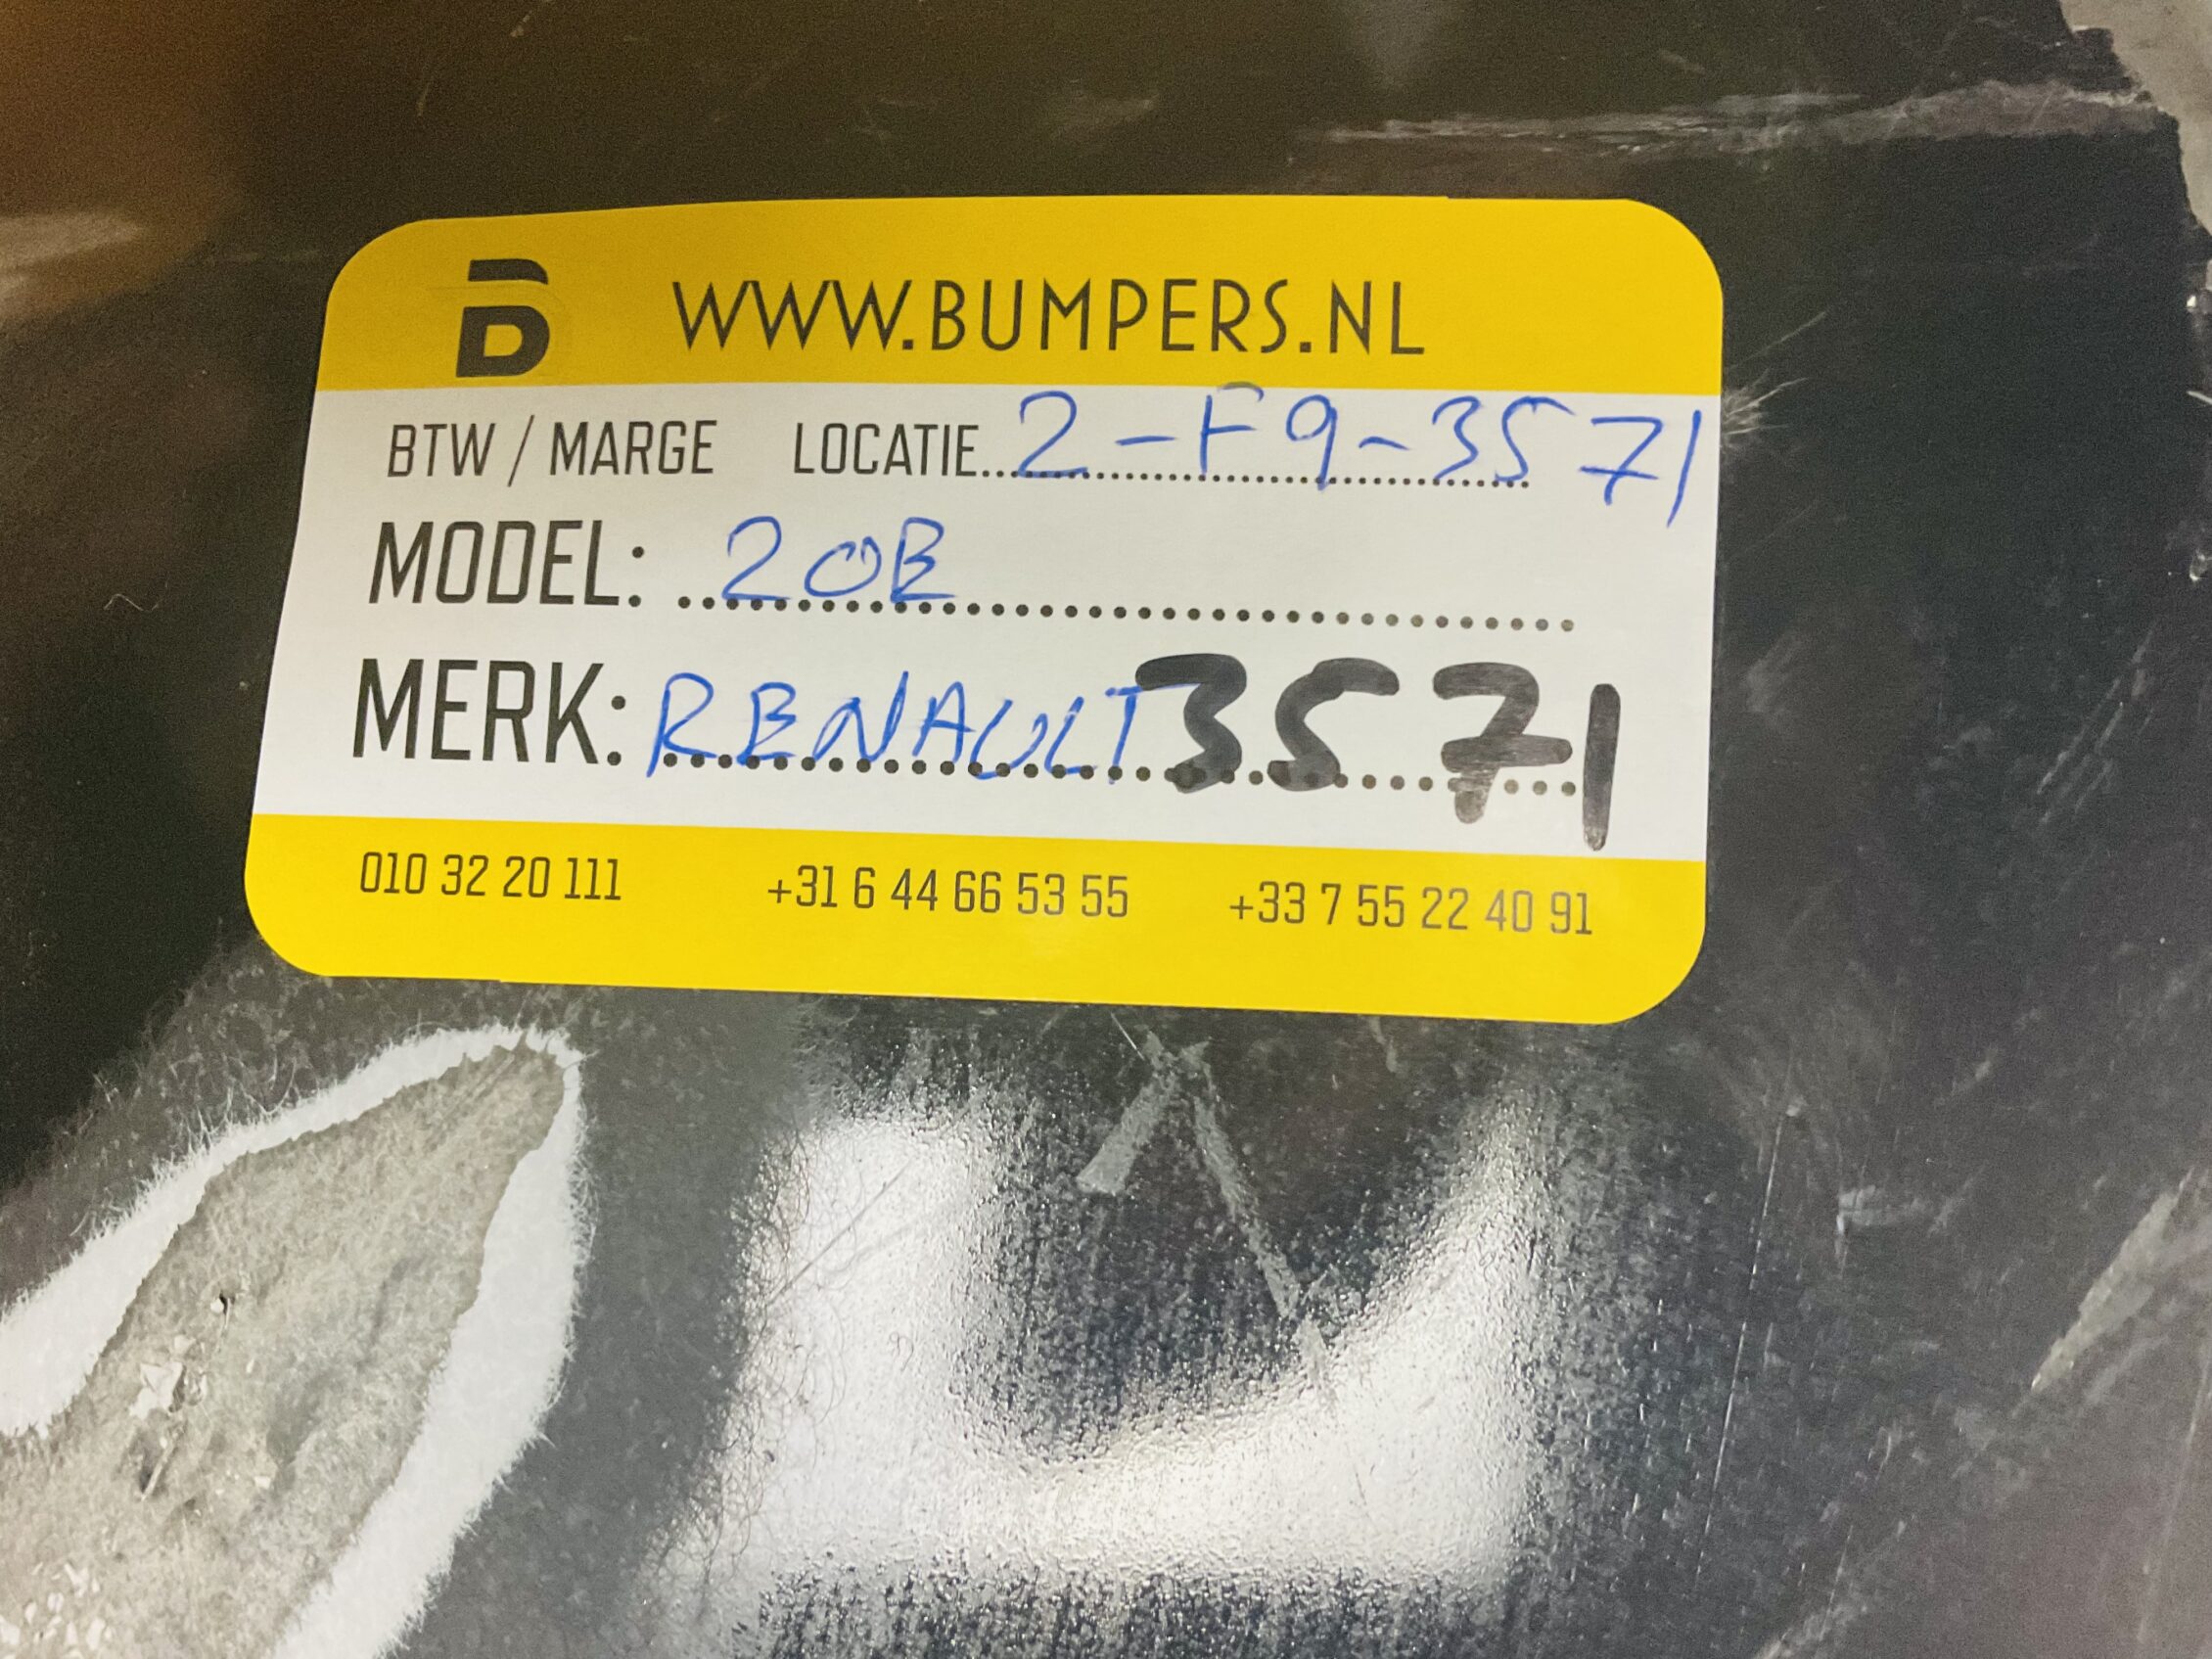 B WWW.BUMPERS.NL
BTW / MARGE LOCATIE...2-F9-3571
MODEL: 20E
MERK: RENAULT 3571
010 32 20 111 +31 6 44 66 53 55 +33 7 55 22 40 91